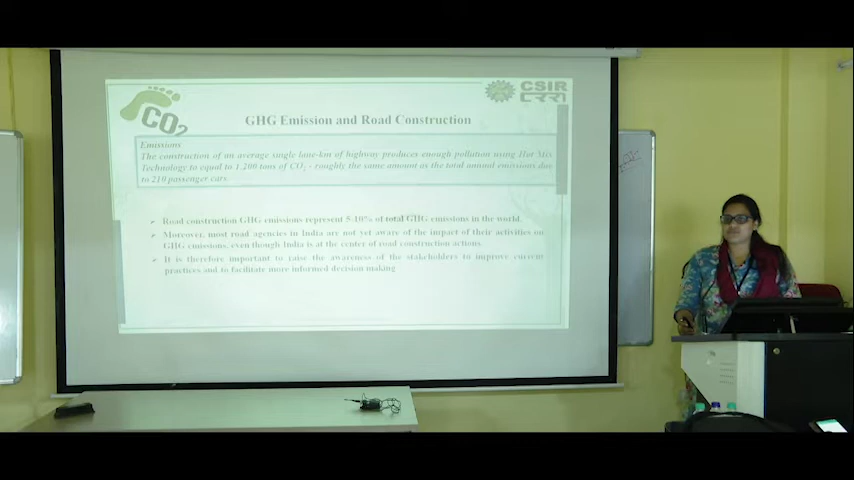 CO2
CSIR
GHG Emission and Road Construction
Emissions
The construction of an average single lane-km of highway produces enough pollution using Hot Mix
Technology to equal to 1,200 tons of CO2 - roughly the same amount as the total annual emissions due
to 210 passenger cars.
➢ Road construction GHG emissions represent 5-10% of total GHG emissions in the world.
➢ Moreover, most road agencies in India are not yet aware of the impact of their activities on
GHG emissions, even though India is at the center of road construction actions.
➢ It is therefore important to raise the awareness of the stakeholders to improve current
practices and to facilitate more informed decision making